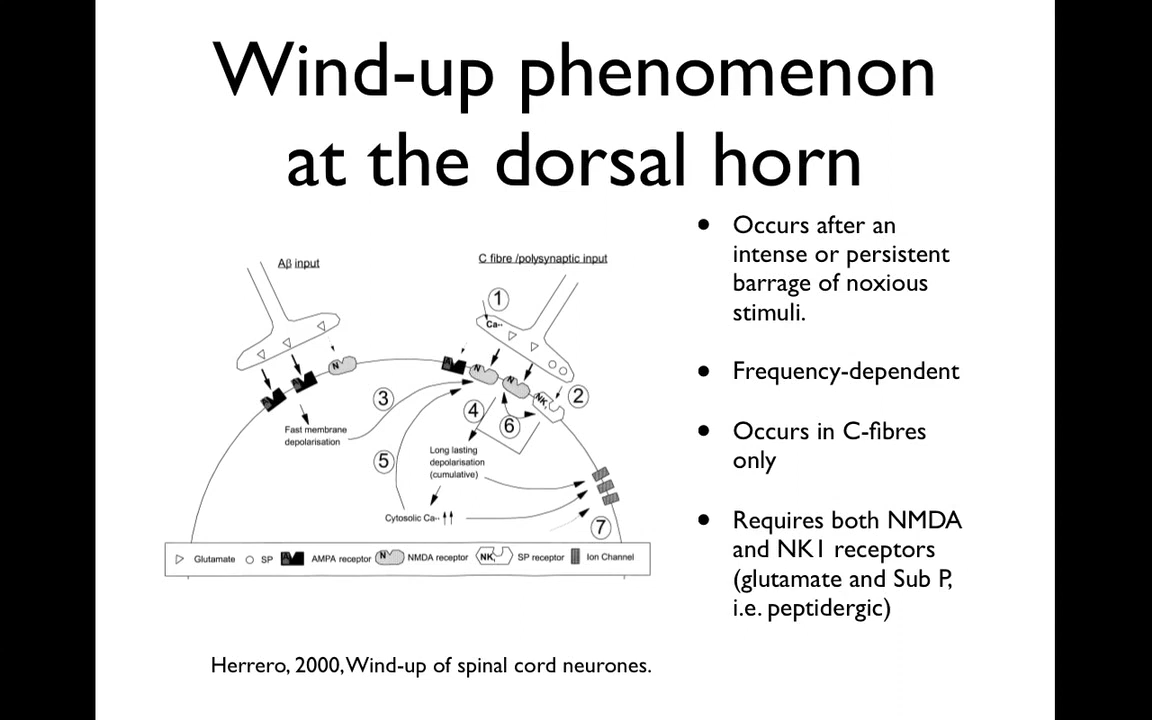 Wind-up phenomenon
at the dorsal horn
Aβ input
C fibre /polysynaptic input
1
Ca··
N
N
N
NK
2
3
4
6
5
7
Fast membrane
depolarisation
Long lasting
depolarisation
(cumulative)
Cytosolic Ca··
Glutamate SP AMPA receptor N NMDA receptor NK SP receptor Ion Channel
• Occurs after an
intense or persistent
barrage of noxious
stimuli.
• Frequency-dependent
• Occurs in C-fibres
only
• Requires both NMDA
and NK1 receptors
(glutamate and Sub P,
i.e. peptidergic)
Herrero, 2000, Wind-up of spinal cord neurones.